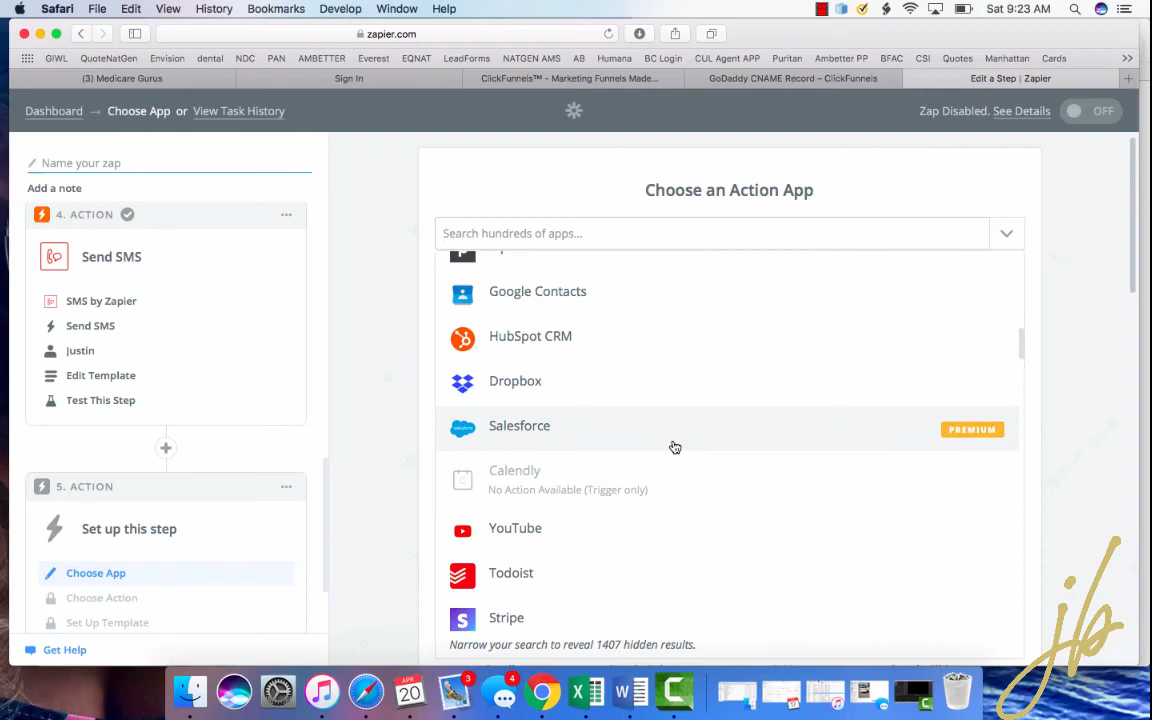 Safari File Edit View History Bookmarks Develop Window Help Sat 9:23 AM
zapier.com
GIWL QuoteNatGen Envision dental NDC PAN AMBETTER Everest EQNAT LeadForms NATGEN AMS AB Humana BC Login CUL Agent APP Puritan Ambetter PP BFAC CSI Quotes Manhattan Cards
(3) Medicare Gurus Sign In ClickFunnels™ - Marketing Funnels Made... GoDaddy CNAME Record – ClickFunnels Edit a Step | Zapier
Dashboard → Choose App or View Task History Zap Disabled. See Details OFF
Name your zap
Add a note
4. ACTION
Send SMS
SMS by Zapier
Send SMS
Justin
Edit Template
Test This Step
5. ACTION
Set up this step
Choose App
Choose Action
Set Up Template
Get Help
Choose an Action App
Search hundreds of apps...
Google Contacts
HubSpot CRM
Dropbox
Salesforce PREMIUM
Calendly
No Action Available (Trigger only)
YouTube
Todoist
Stripe
Narrow your search to reveal 1407 hidden results.
APR
20
3
4